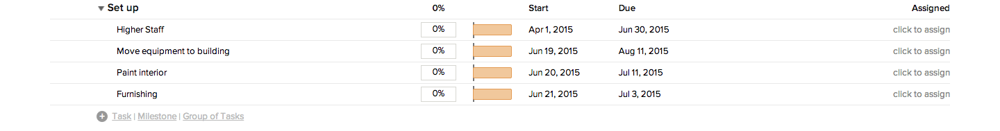 Set up 0% Start Due Assigned
Higher Staff 0% Apr 1, 2015 Jun 30, 2015 click to assign
Move equipment to building 0% Jun 19, 2015 Aug 11, 2015 click to assign
Paint interior 0% Jun 20, 2015 Jul 11, 2015 click to assign
Furnishing 0% Jun 21, 2015 Jul 3, 2015 click to assign
Task | Milestone | Group of Tasks